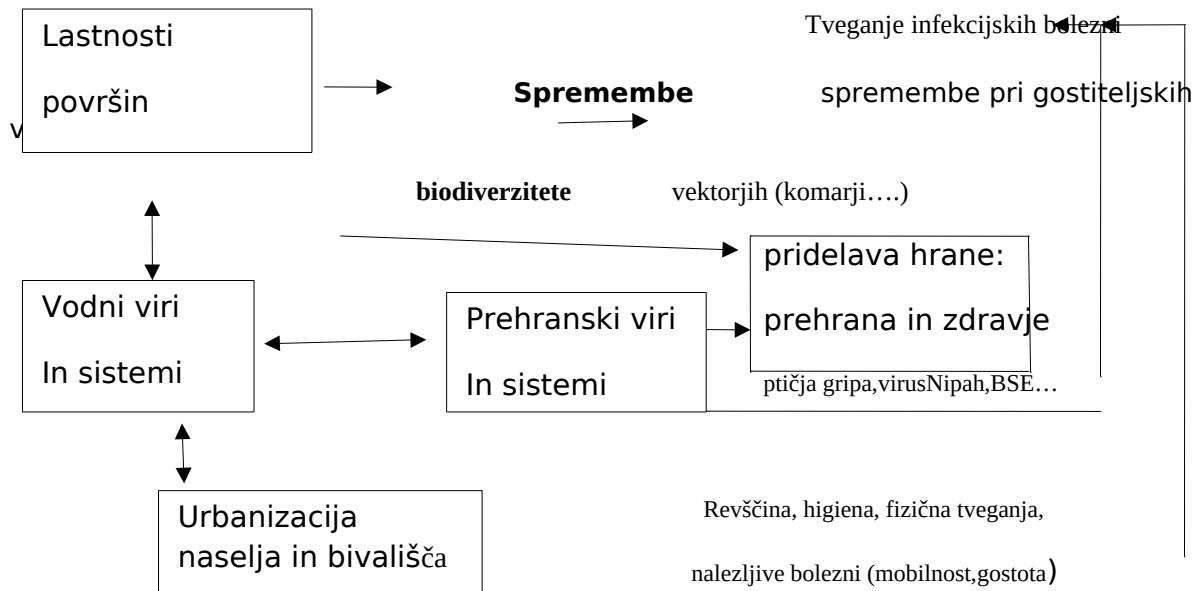 Tveganje infekcijskih bolezni
Lastnosti
površin
Spremembe
spremembe pri gostiteljskih
v
biodiverzitete
vektorjih (komarji….)
pridelava hrane:
prehrana in zdravje
Vodni viri
In sistemi
Prehranski viri
In sistemi
ptičja gripa,virusNipah,BSE…
Urbanizacija
naselja in bivališča
Revščina, higiena, fizična tveganja,
nalezljive bolezni (mobilnost,gostota)